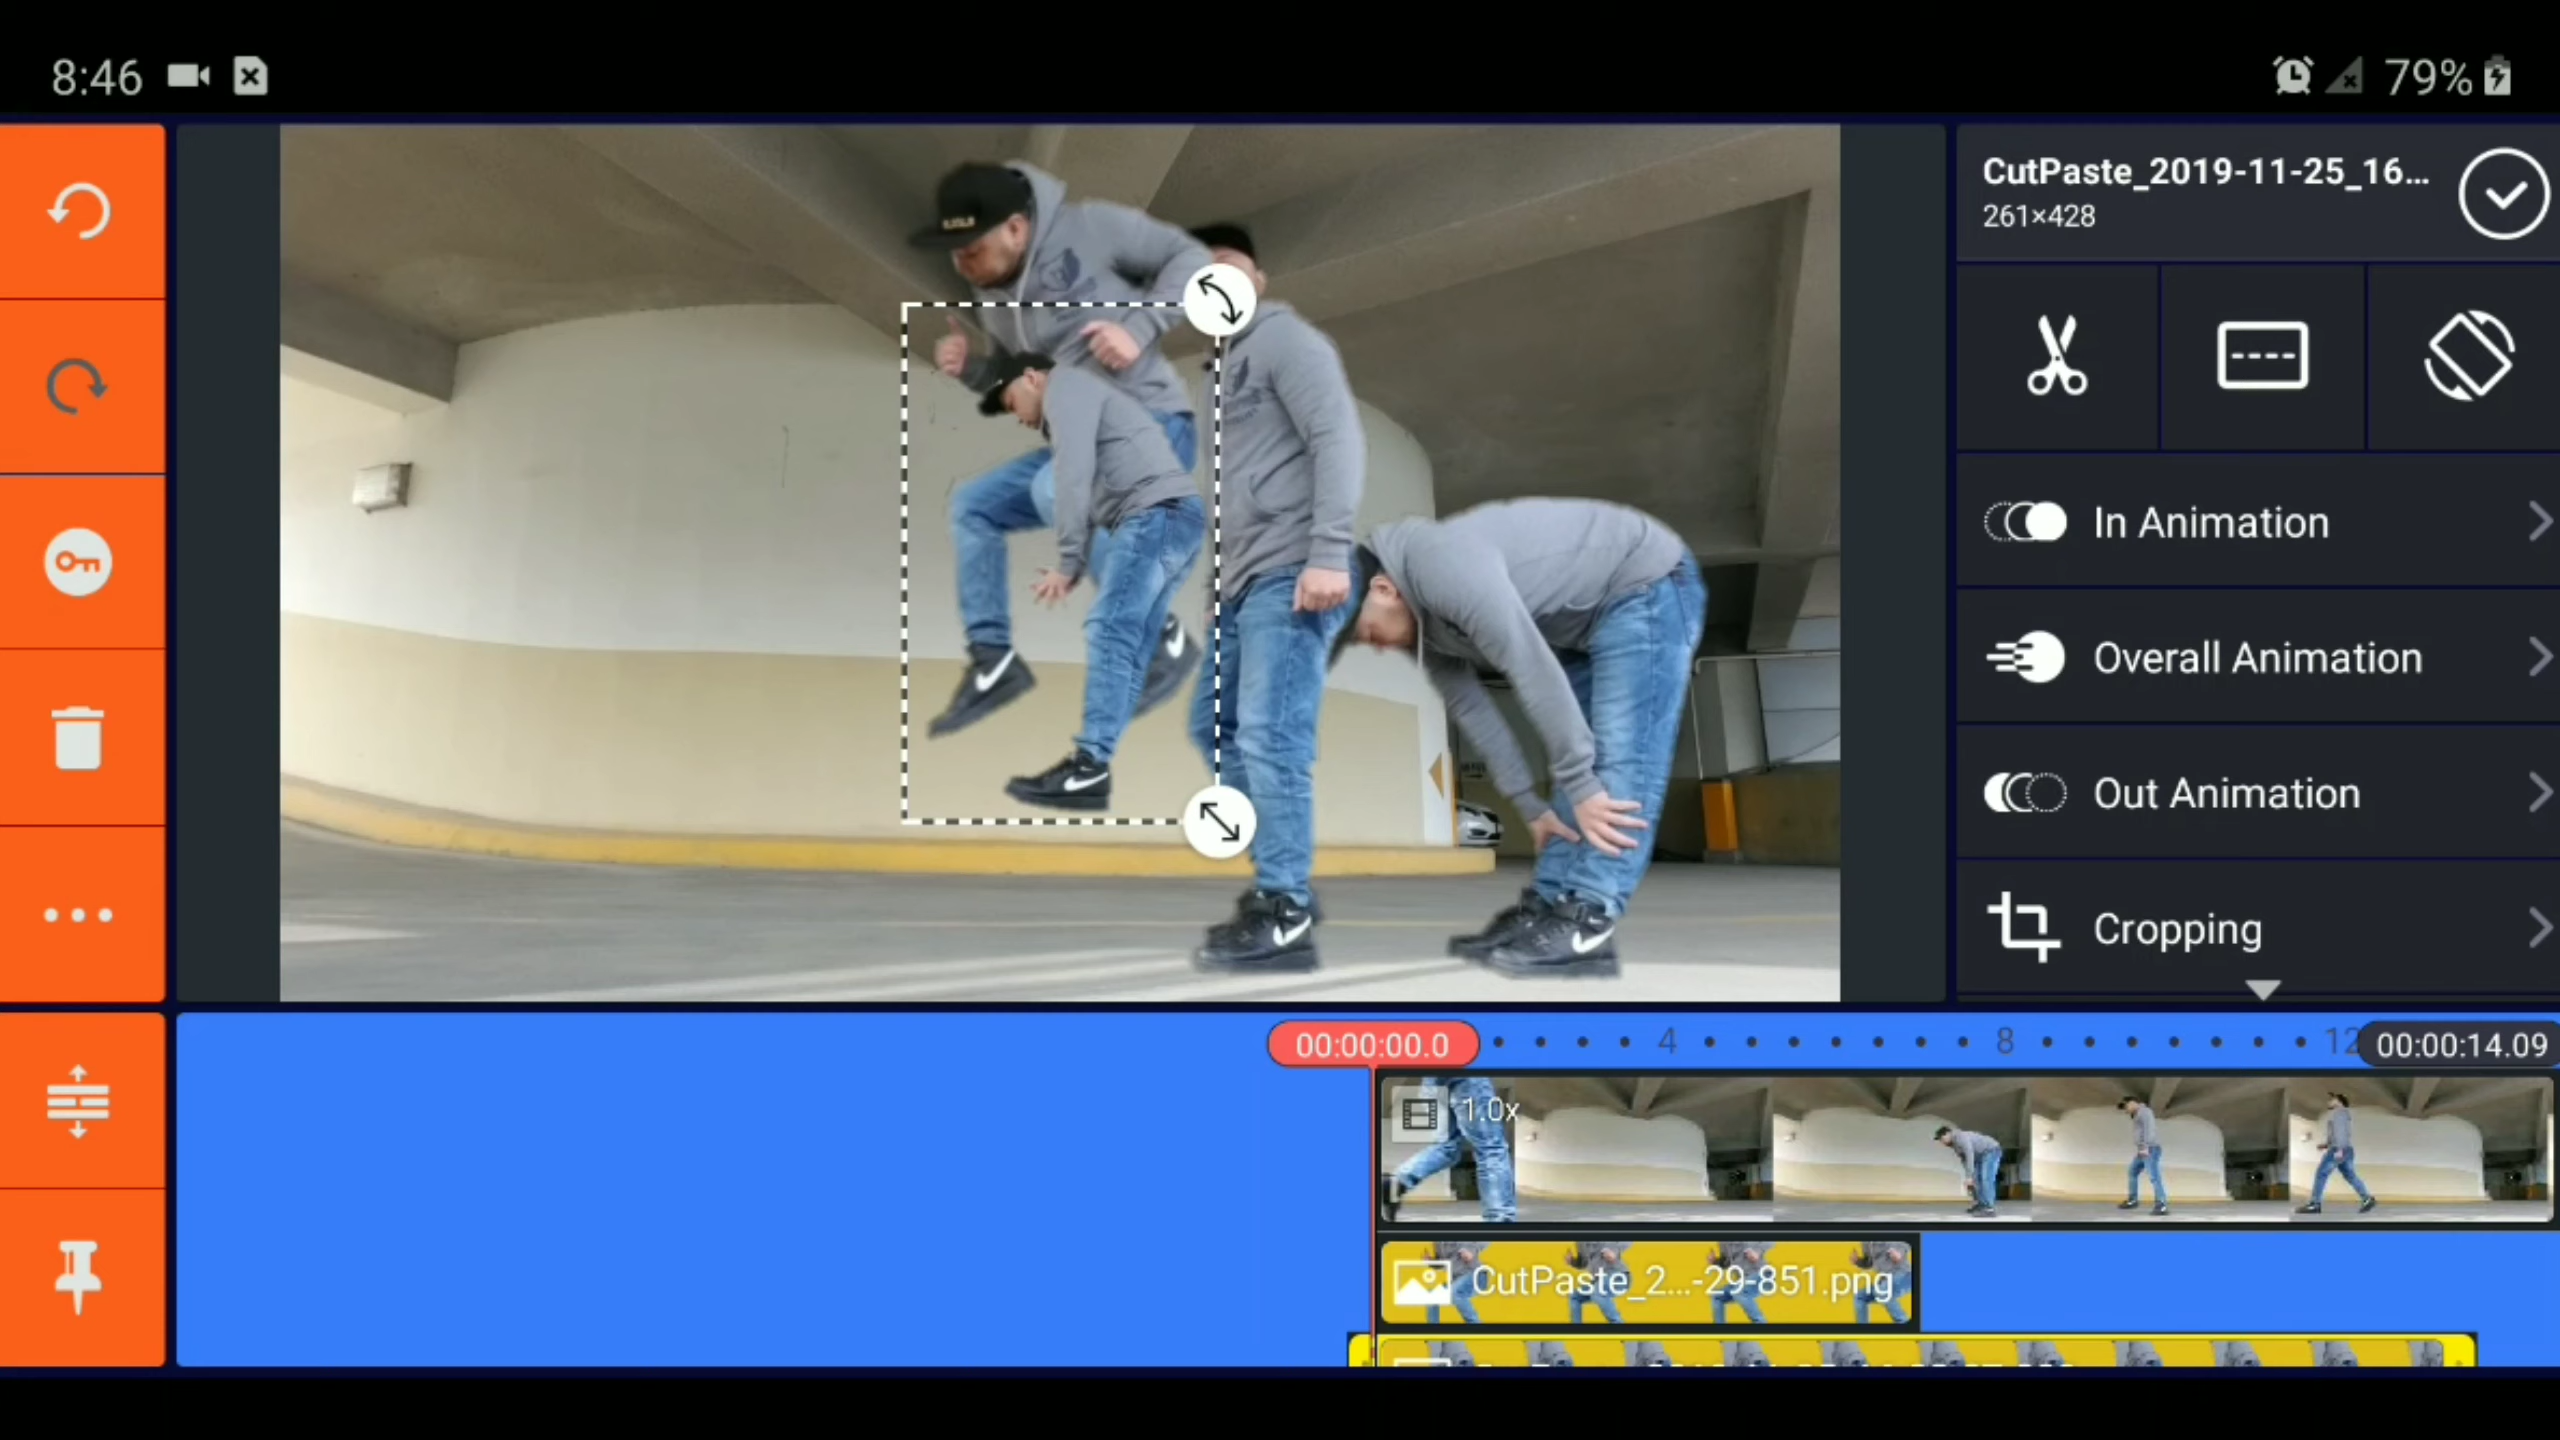 8:46
79%
CutPaste_2019-11-25_16...
261×428
In Animation
Overall Animation
Out Animation
Cropping
00:00:00.0
4
8
12
00:00:14.09
1.0x
CutPaste_2...-29-851.png